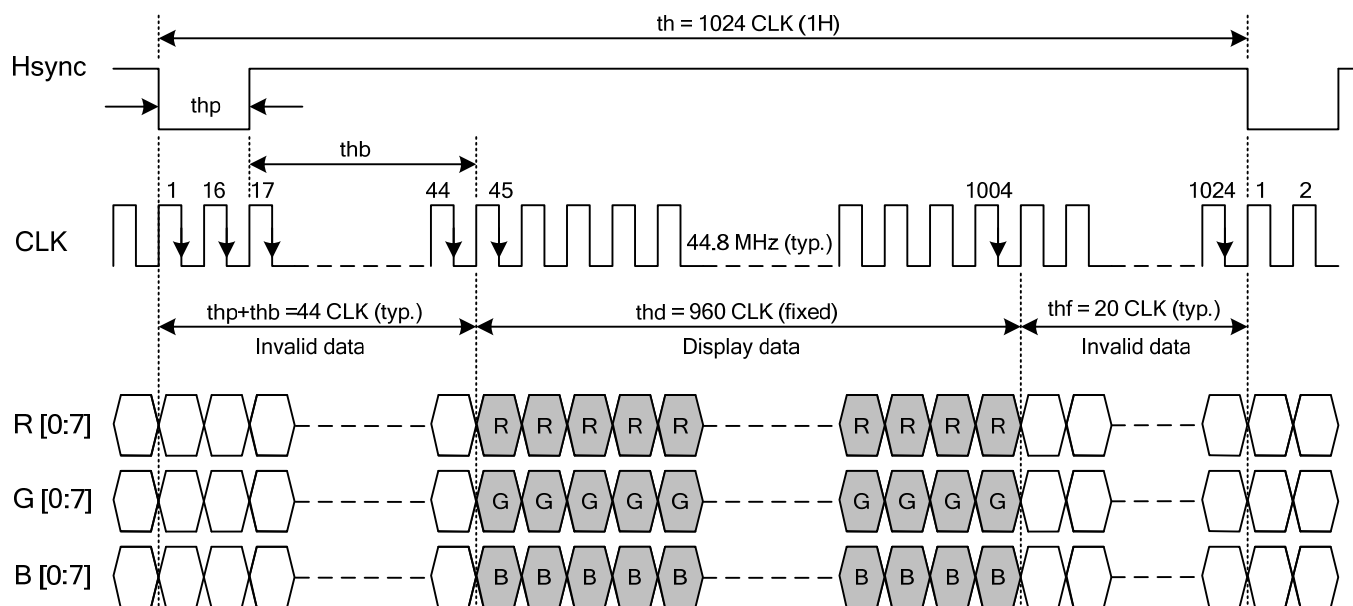 th = 1024 CLK (1H)
Hsync
thp
thb
1 16 17 44 45 1004 1024 1 2
CLK
44.8 MHz (typ.)
thp+thb =44 CLK (typ.) thd = 960 CLK (fixed) thf = 20 CLK (typ.)
Invalid data Display data Invalid data
R [0:7] R R R R R R R R R
G [0:7] G G G G G G G G G
B [0:7] B B B B B B B B B